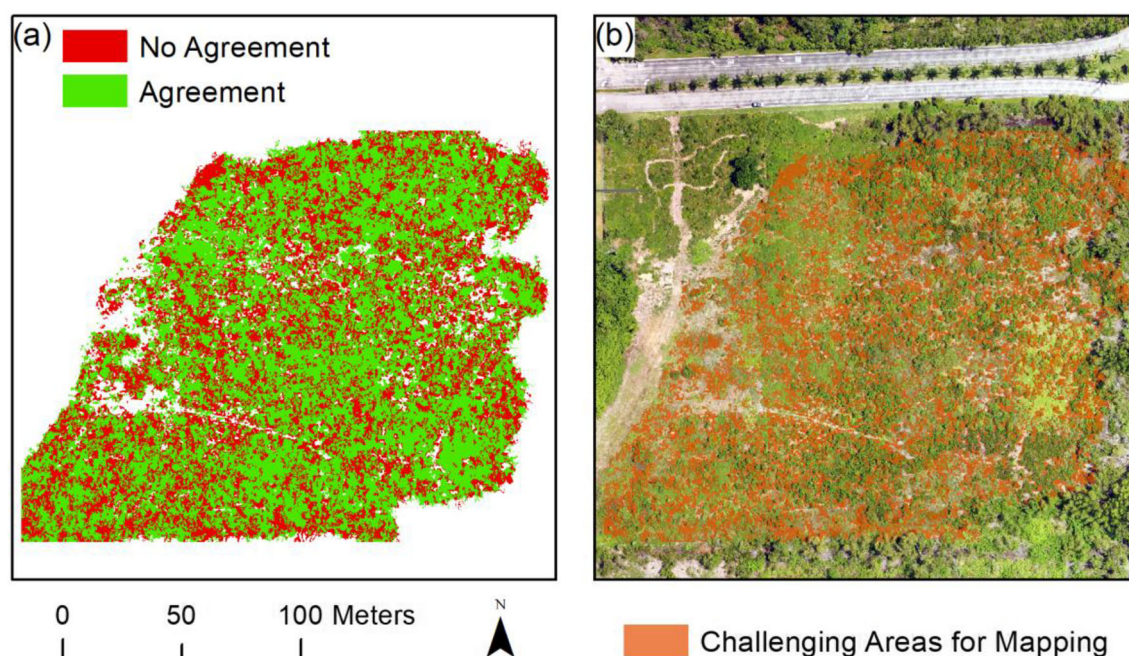 (a)
No Agreement
Agreement
(b)
0 50 100 Meters
N
Challenging Areas for Mapping